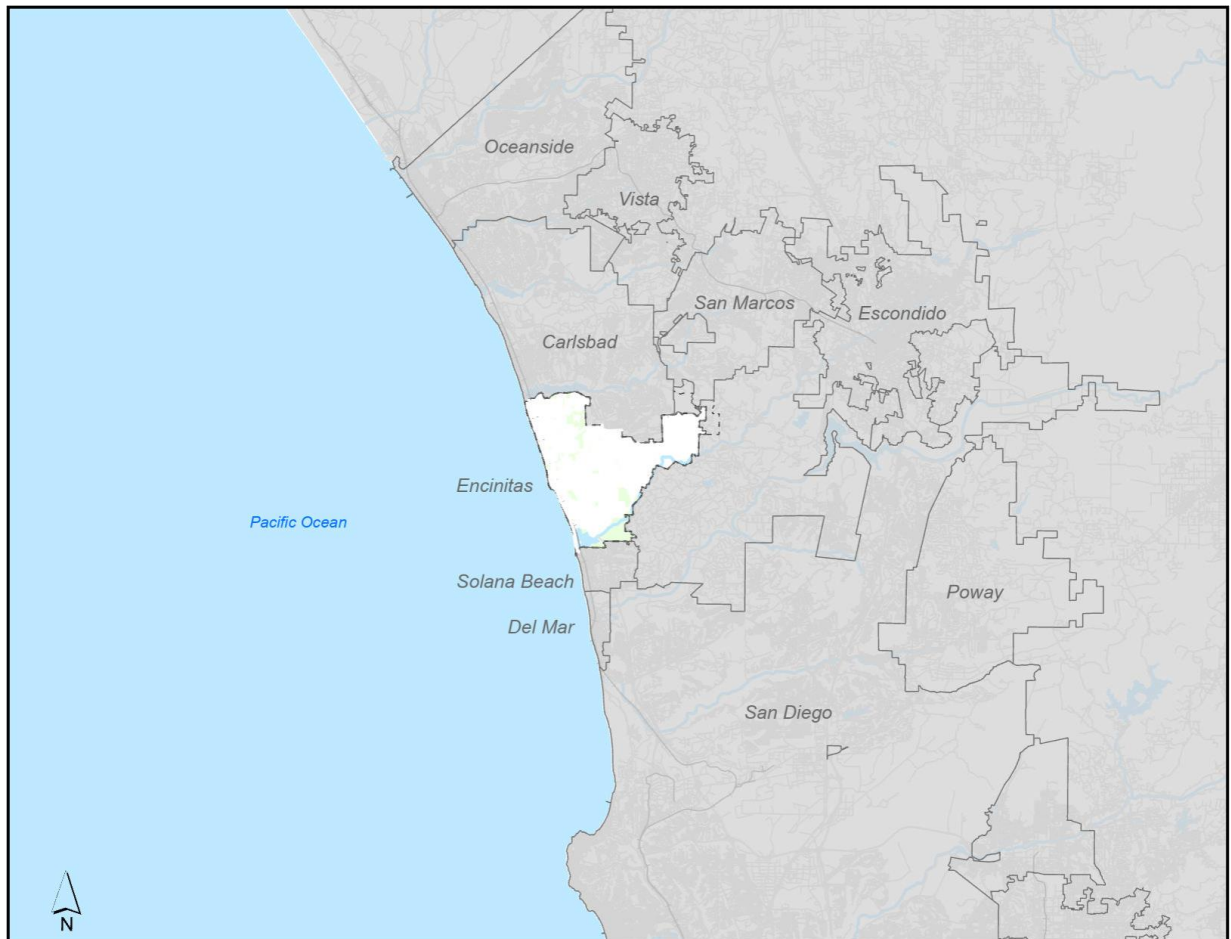 Oceanside
Vista
San Marcos
Escondido
Carlsbad
Encinitas
Pacific Ocean
Solana Beach
Poway
Del Mar
San Diego
N